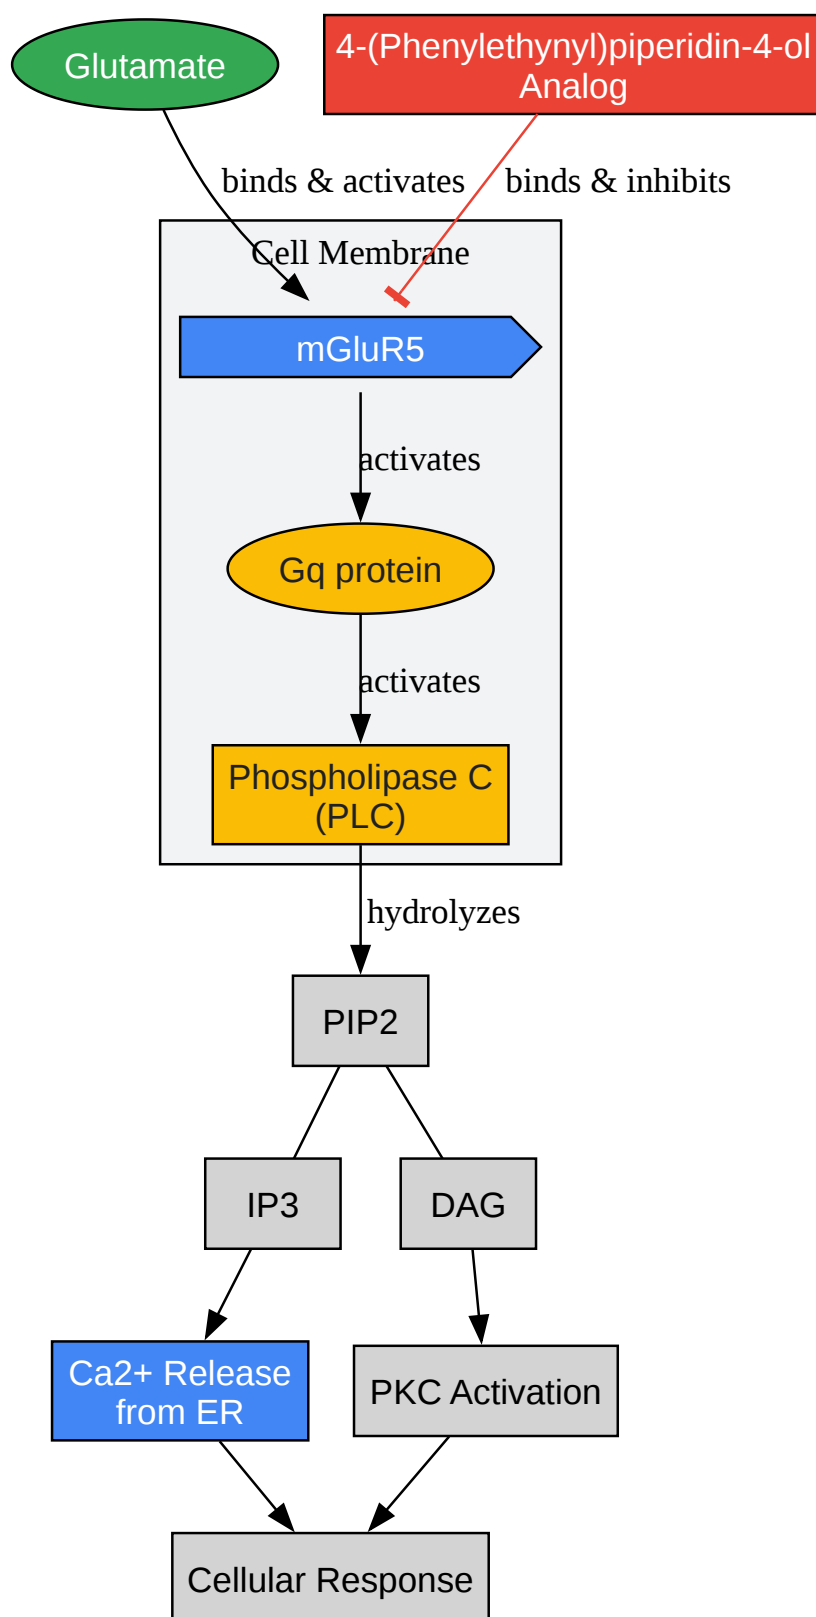 Glutamate
4-(Phenylethynyl)piperidin-4-ol
Analog
binds & activates
binds & inhibits
Cell Membrane
mGluR5
activates
Gq protein
activates
Phospholipase C
(PLC)
hydrolyzes
PIP2
IP3
DAG
Ca2+ Release
from ER
PKC Activation
Cellular Response